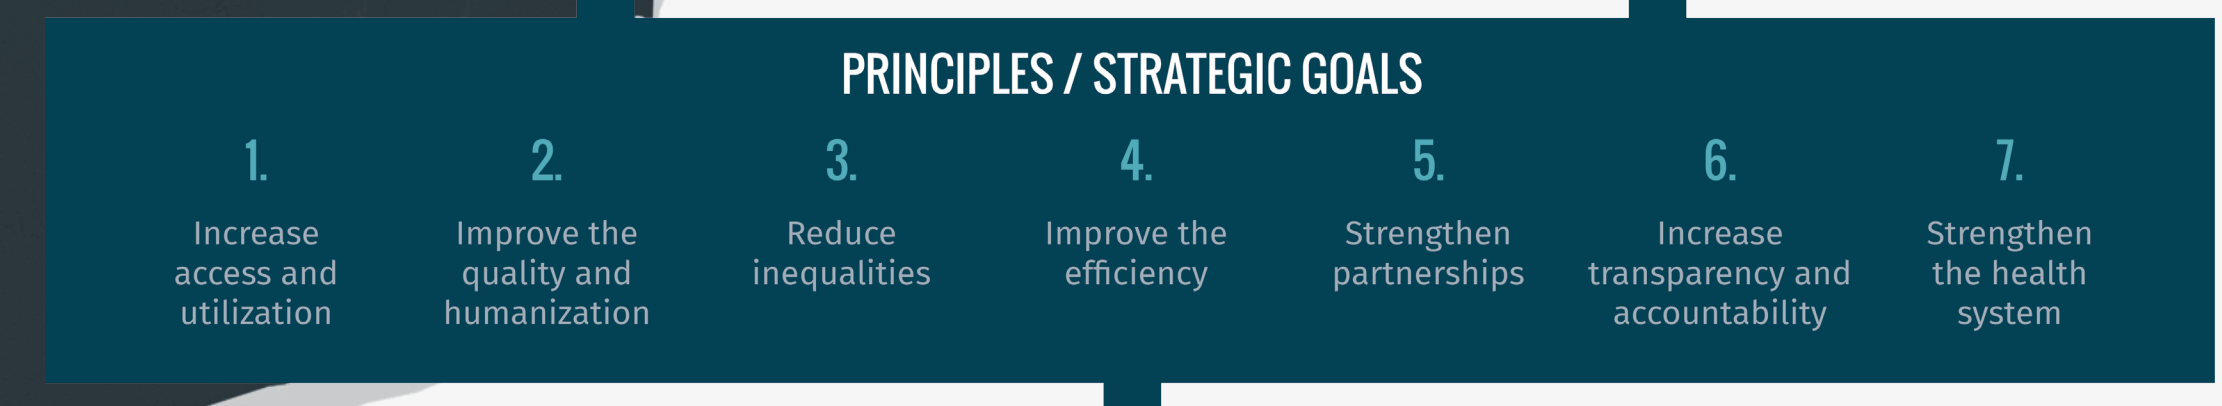 PRINCIPLES / STRATEGIC GOALS
1.
Increase
access and
utilization
2.
Improve the
quality and
humanization
3.
Reduce
inequalities
4.
Improve the
efficiency
5.
Strengthen
partnerships
6.
Increase
transparency and
accountability
7.
Strengthen
the health
system